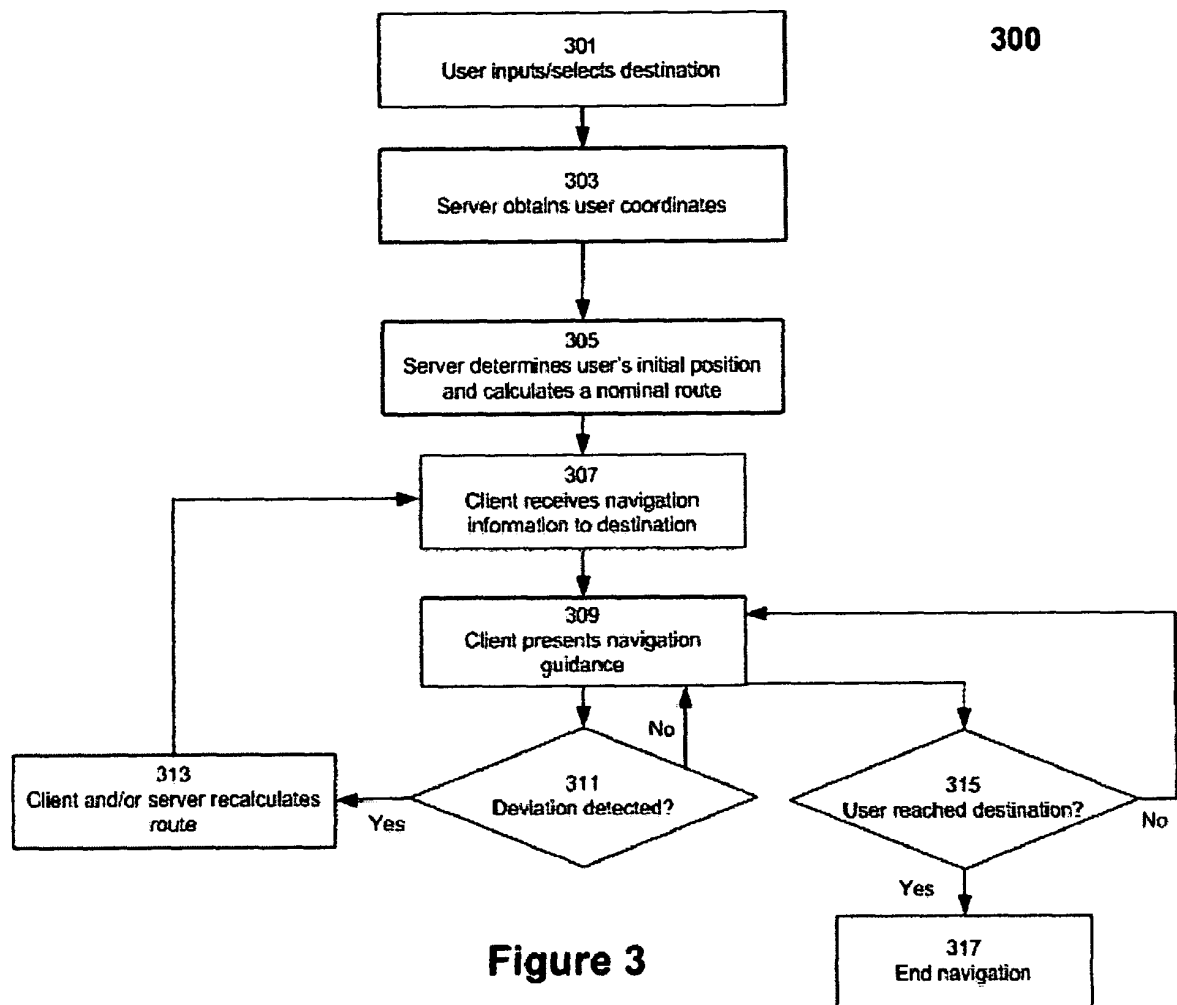 300
301
User inputs/selects destination
303
Server obtains user coordinates
305
Server determines user's initial position
and calculates a nominal route
307
Client receives navigation
information to destination
309
Client presents navigation
guidance
No
313
Client and/or server recalculates
route
Yes
311
Deviation detected?
315
User reached destination?
No
Yes
317
End navigation
Figure 3